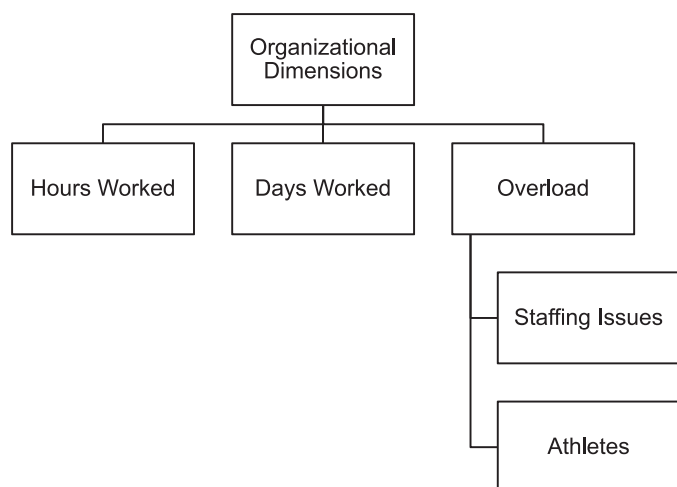 Organizational
Dimensions
Hours Worked
Days Worked
Overload
Staffing Issues
Athletes